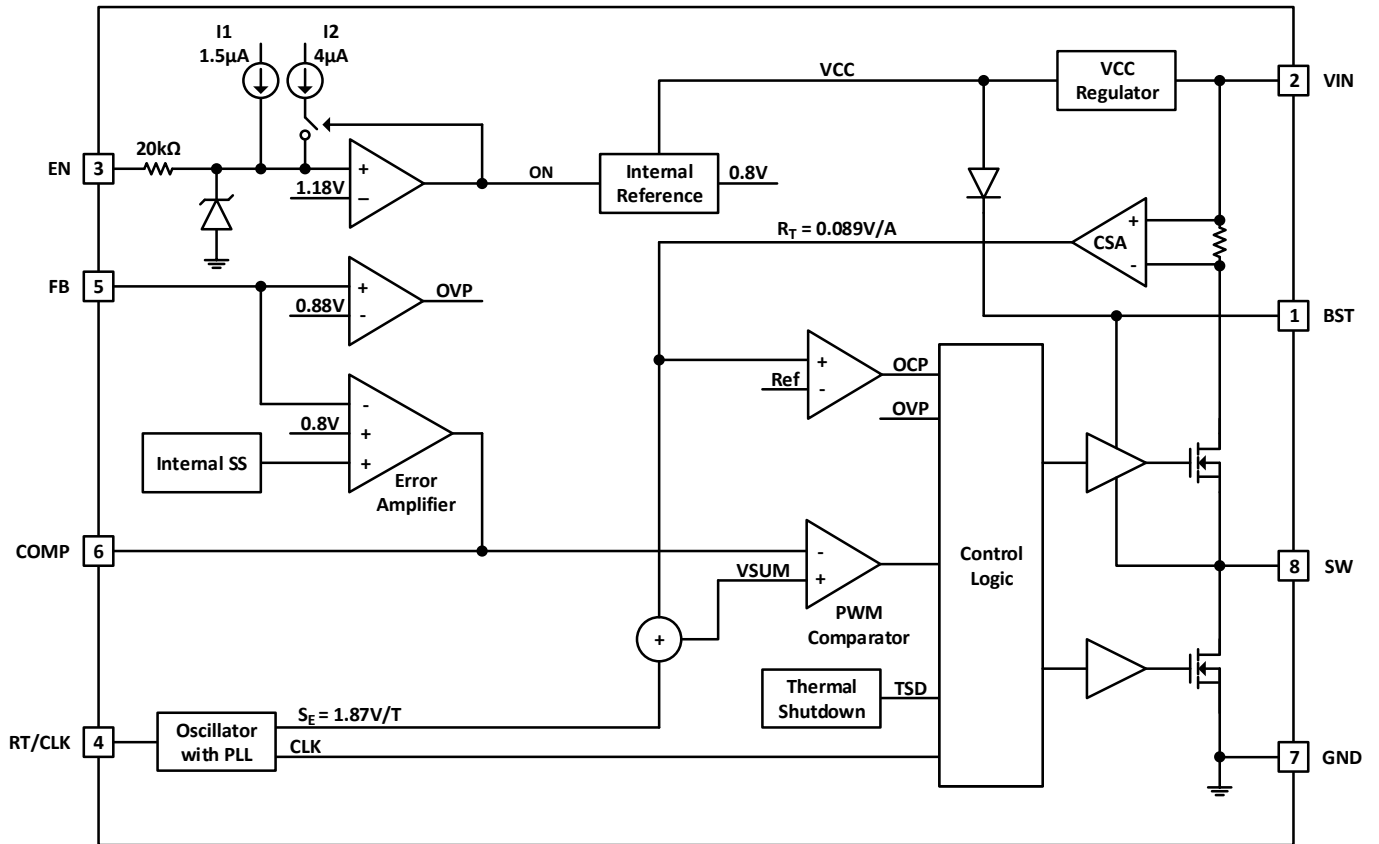 I1
1.5µA
I2
4µA
EN
3
20kΩ
+
1.18V
−
ON
Internal
Reference
0.8V
VCC
VCC
Regulator
2
VIN
R_T = 0.089V/A
CSA
+
-
FB
5
+
0.88V
-
OVP
1
BST
-
0.8V
+
+
Internal SS
Error
Amplifier
+
Ref
-
OCP
OVP
Control
Logic
COMP
6
-
VSUM
+
PWM
Comparator
8
SW
+
Thermal
Shutdown
TSD
RT/CLK
4
Oscillator
with PLL
S_E = 1.87V/T
CLK
7
GND